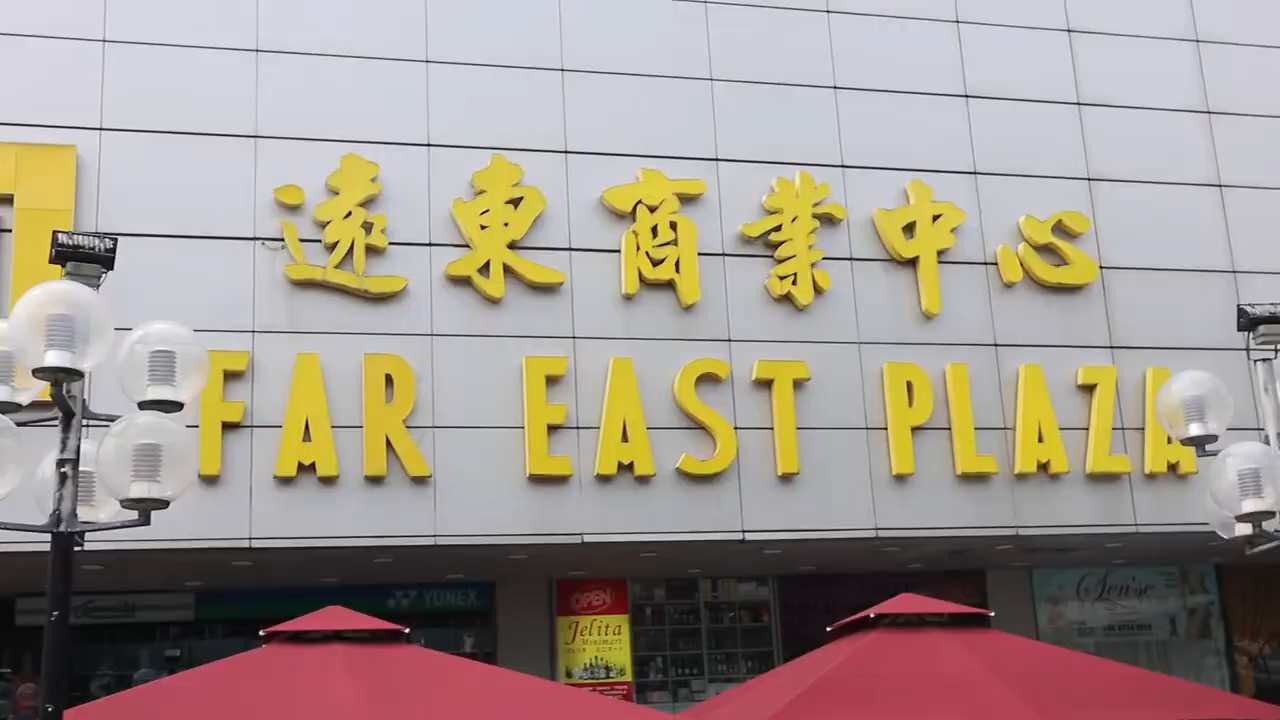 遠東商業中心
FAR EAST PLAZA
YONEX
OPEN
Jelita
Minimart
Sense